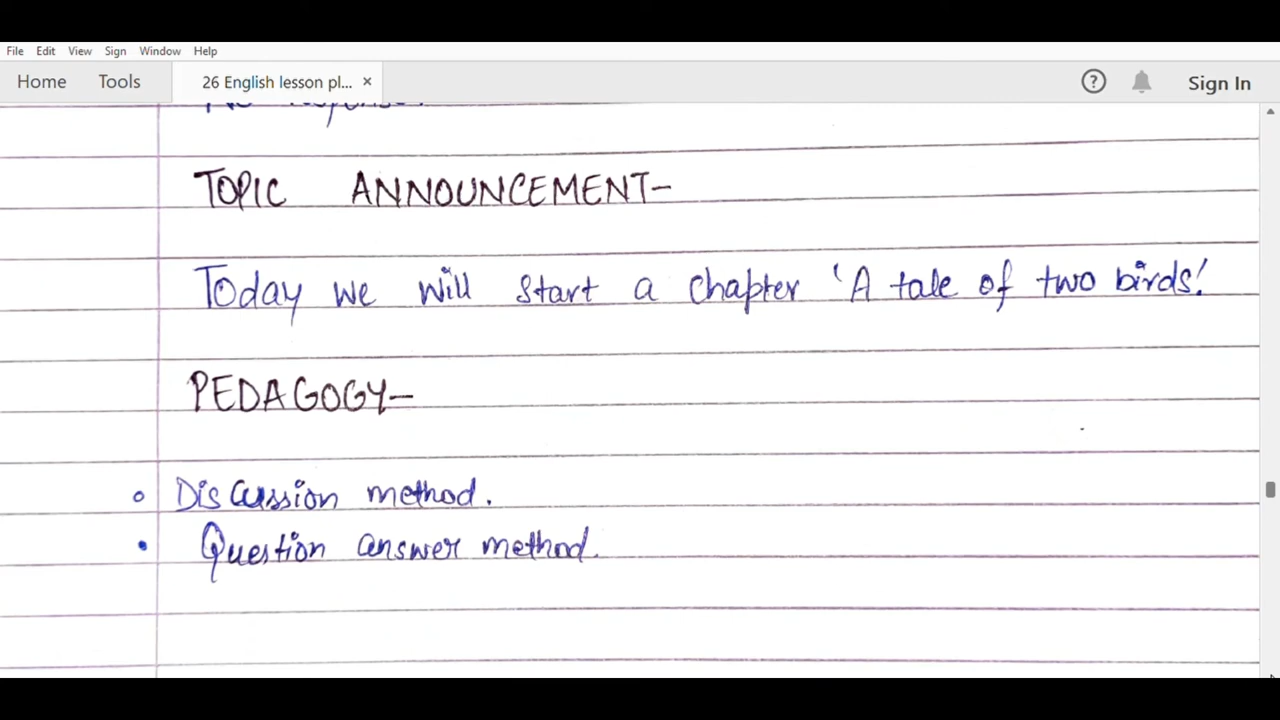 File Edit View Sign Window Help
Home Tools 26 English lesson pl... × ? Sign In
TOPIC ANNOUNCEMENT-
Today we will start a chapter 'A tale of two birds!
PEDAGOGY-
Discussion method.
Question answer method.